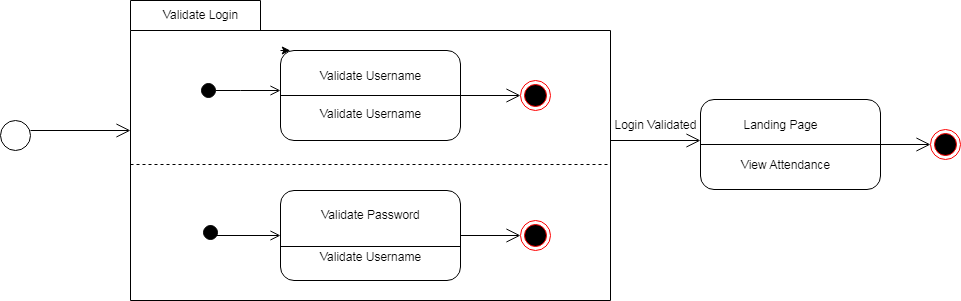 Validate Login
Validate Username
Validate Username
Login Validated
Landing Page
View Attendance
Validate Password
Validate Username